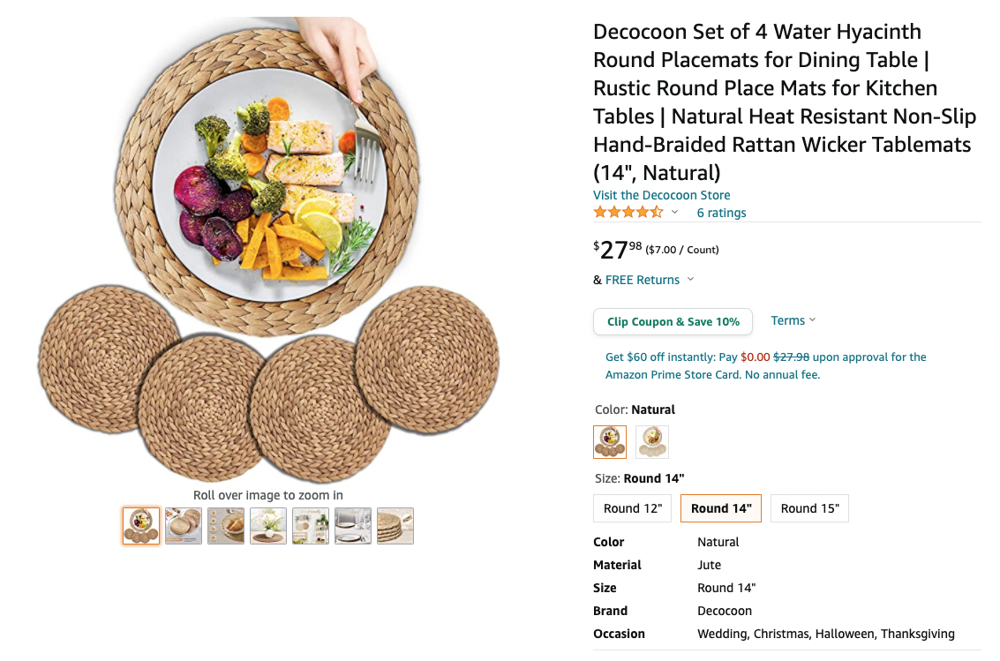 Decocoon Set of 4 Water Hyacinth
Round Placemats for Dining Table |
Rustic Round Place Mats for Kitchen
Tables | Natural Heat Resistant Non-Slip
Hand-Braided Rattan Wicker Tablemats
(14", Natural)
Visit the Decocoon Store
6 ratings
$2798 ($7.00 / Count)
& FREE Returns
Clip Coupon & Save 10% Terms
Get $60 off instantly: Pay $0.00 $27.98 upon approval for the
Amazon Prime Store Card. No annual fee.
Color: Natural
Size: Round 14"
Round 12" Round 14" Round 15"
Color Natural
Material Jute
Size Round 14"
Brand Decocoon
Occasion Wedding, Christmas, Halloween, Thanksgiving
Roll over image to zoom in